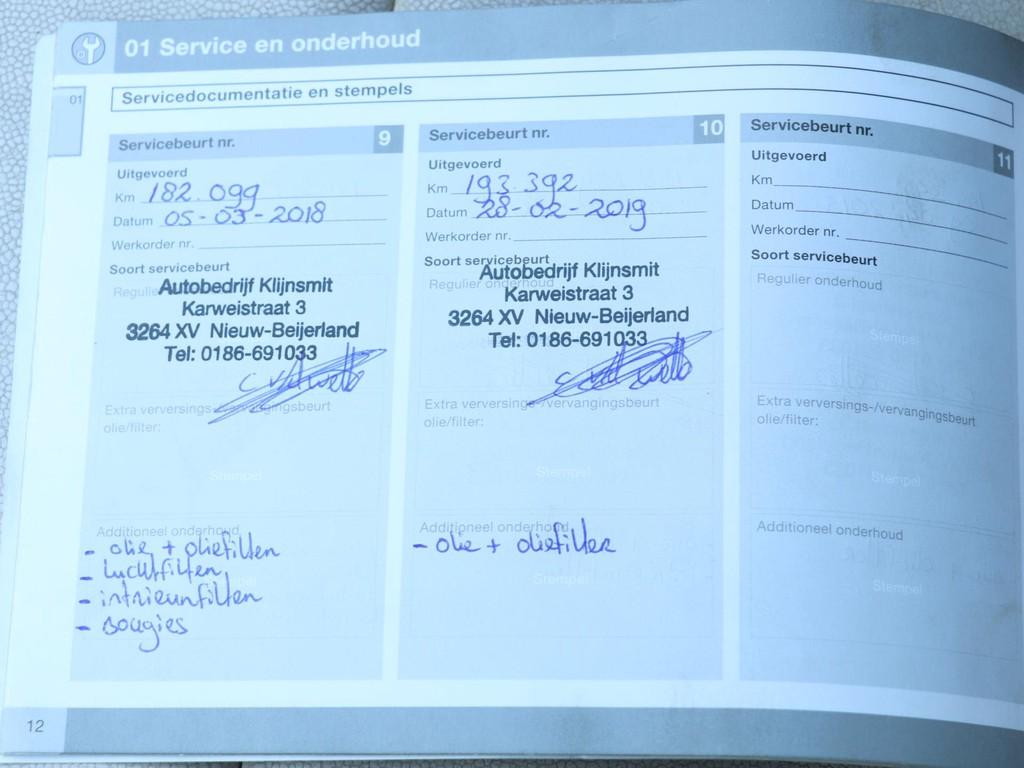 01 Service en onderhoud
01
Servicedocumentatie en stempels
Servicebeurt nr. 9
Uitgevoerd
Km 182.099
Datum 05-03-2018
Werkorder nr.
Soort servicebeurt
Autobedrijf Klijnsmit
Karweistraat 3
3264 XV Nieuw-Beijerland
Tel: 0186-691033
Extra verversings-/vervangingsbeurt
olie/filter:
Stempel
Additioneel onderhoud
- olie + oliefilter
- luchtfilter
- intrieurfilter
- Bougies
Servicebeurt nr. 10
Uitgevoerd
Km 193.392
Datum 28-02-2019
Werkorder nr.
Soort servicebeurt
Regulier onderhoud
Autobedrijf Klijnsmit
Karweistraat 3
3264 XV Nieuw-Beijerland
Tel: 0186-691033
Extra verversings-/vervangingsbeurt
olie/filter:
Stempel
Additioneel onderhoud
- olie + oliefilter
Stempel
Servicebeurt nr. 11
Uitgevoerd
Km
Datum
Werkorder nr.
Soort servicebeurt
Regulier onderhoud
Stempel
Extra verversings-/vervangingsbeurt
olie/filter:
Stempel
Additioneel onderhoud
Stempel
12